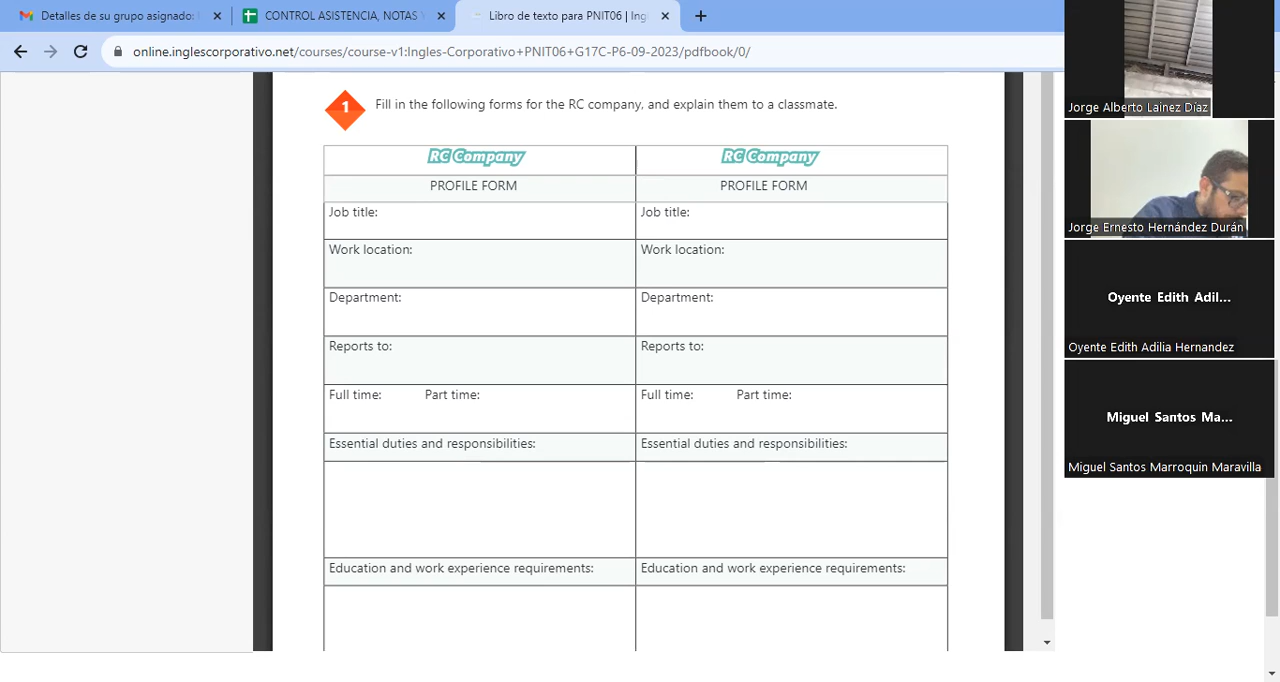 Detalles de su grupo asignado:
CONTROL ASISTENCIA, NOTAS Y
Libro de texto para PNIT06 | Ing
online.inglescorporativo.net/courses/course-v1:Ingles-Corporativo+PNIT06+G17C-P6-09-2023/pdfbook/0/
1 Fill in the following forms for the RC company, and explain them to a classmate.
RC Company RC Company
PROFILE FORM PROFILE FORM
Job title: Job title:
Work location: Work location:
Department: Department:
Reports to: Reports to:
Full time: Part time: Full time: Part time:
Essential duties and responsibilities: Essential duties and responsibilities:
Education and work experience requirements: Education and work experience requirements:
Jorge Alberto Lainez Díaz
Jorge Ernesto Hernández Durán
Oyente Edith Adil...
Oyente Edith Adilia Hernandez
Miguel Santos Ma...
Miguel Santos Marroquin Maravilla